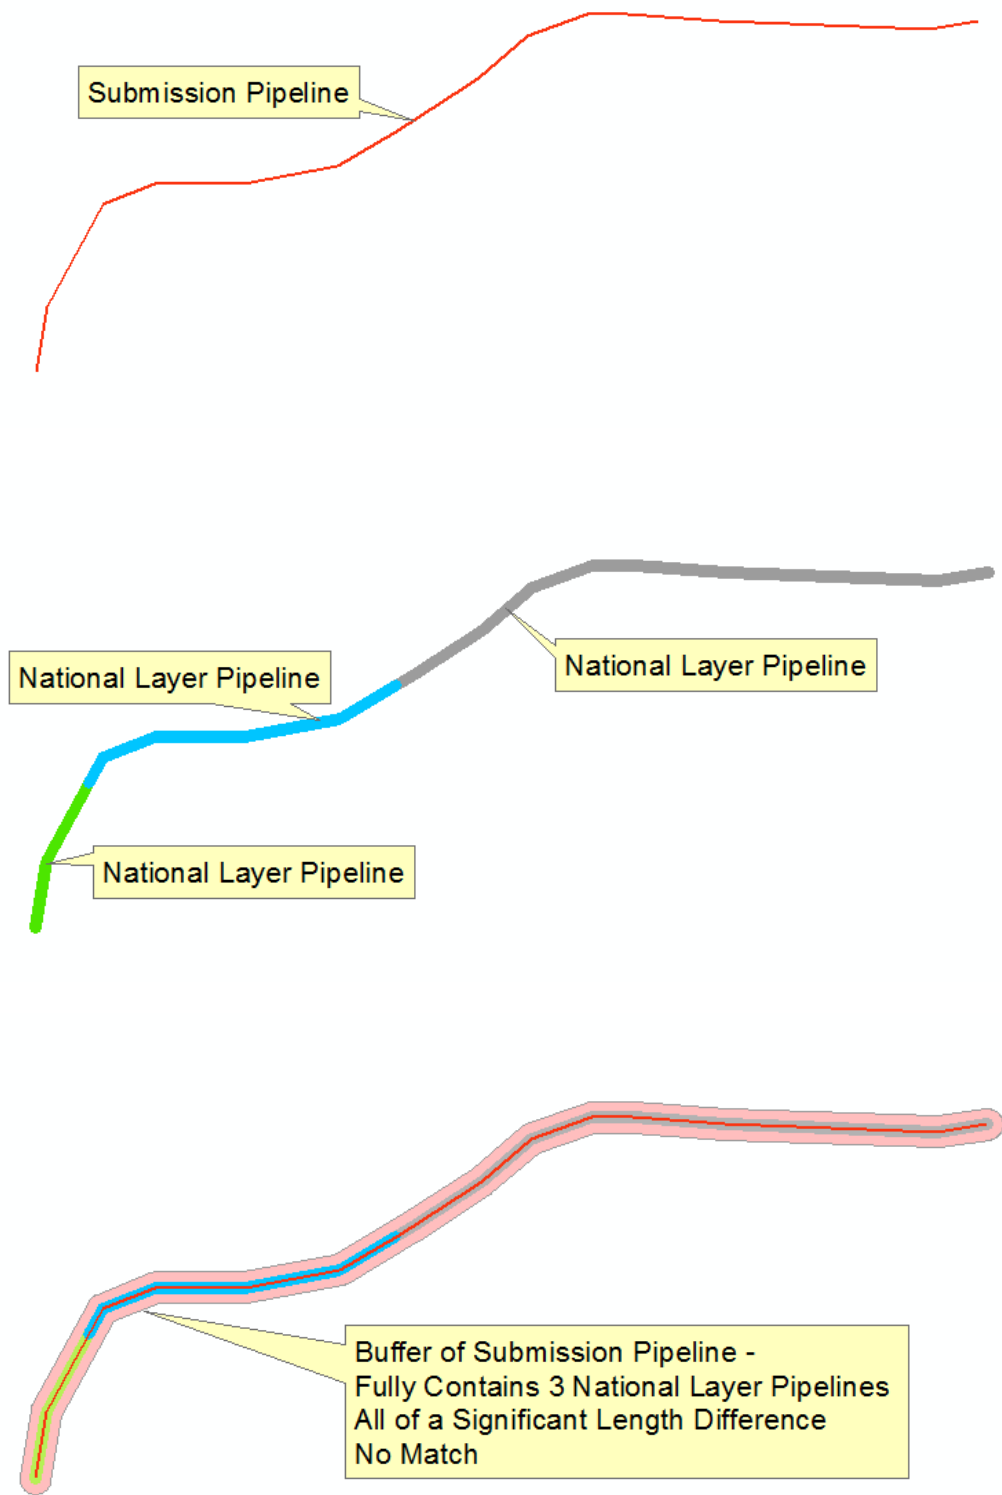 Submission Pipeline
National Layer Pipeline
National Layer Pipeline
National Layer Pipeline
Buffer of Submission Pipeline -
Fully Contains 3 National Layer Pipelines
All of a Significant Length Difference
No Match